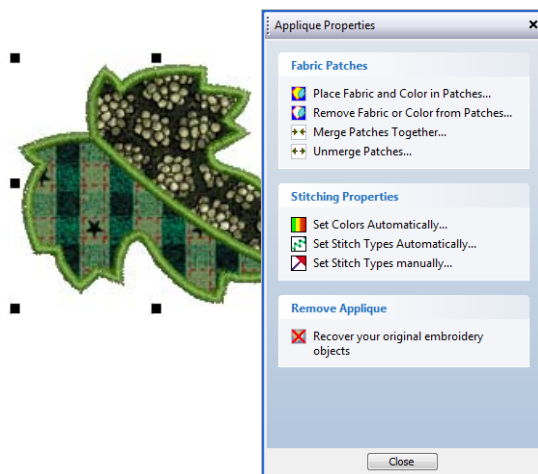 Applique Properties
Fabric Patches
Place Fabric and Color in Patches...
Remove Fabric or Color from Patches...
Merge Patches Together...
Unmerge Patches...
Stitching Properties
Set Colors Automatically...
Set Stitch Types Automatically...
Set Stitch Types manually...
Remove Applique
Recover your original embroidery
objects
Close